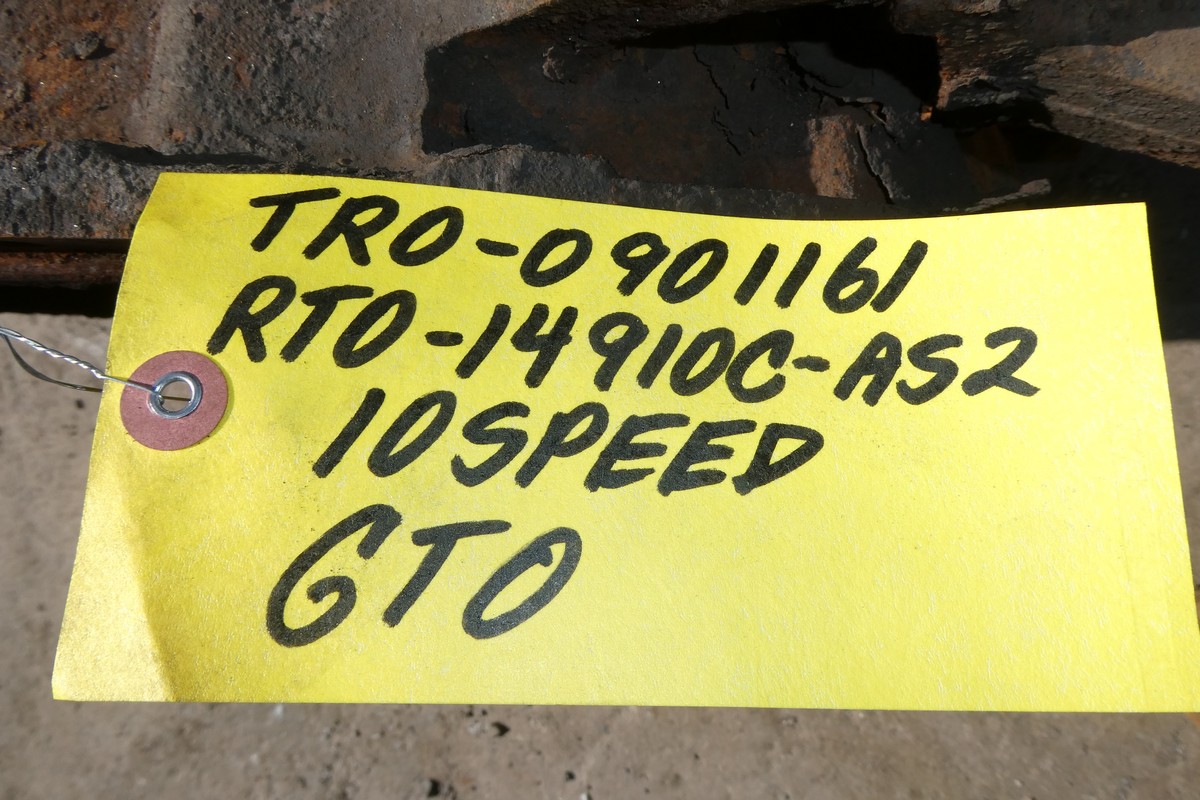 TRO-0901161
RTO-14910C-AS2
10SPEED
GTO